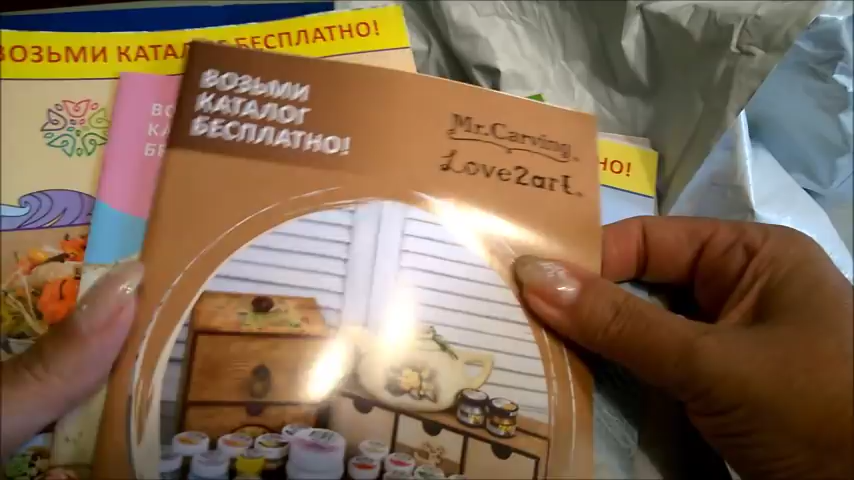 ВОЗЬМИ КАТАЛОГ БЕСПЛАТНО!
ВОЗЬМИ
КАТАЛОГ
БЕСПЛАТНО!
Mr.Carving
Love2art